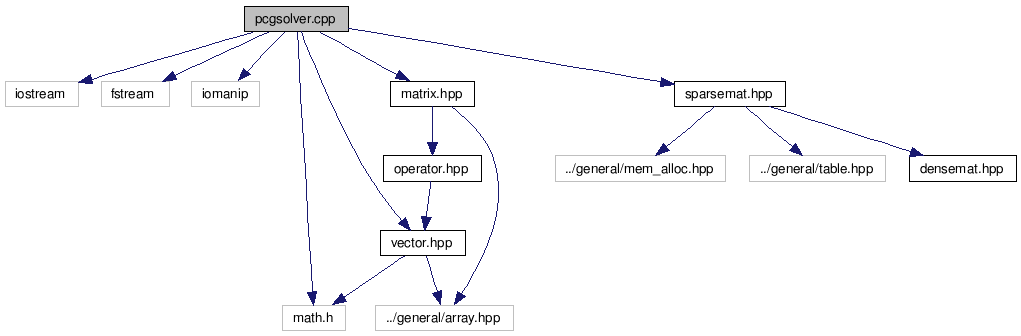 pcgsolver.cpp
iostream
fstream
iomanip
matrix.hpp
sparsemat.hpp
operator.hpp
../general/mem_alloc.hpp
../general/table.hpp
densemat.hpp
vector.hpp
math.h
../general/array.hpp